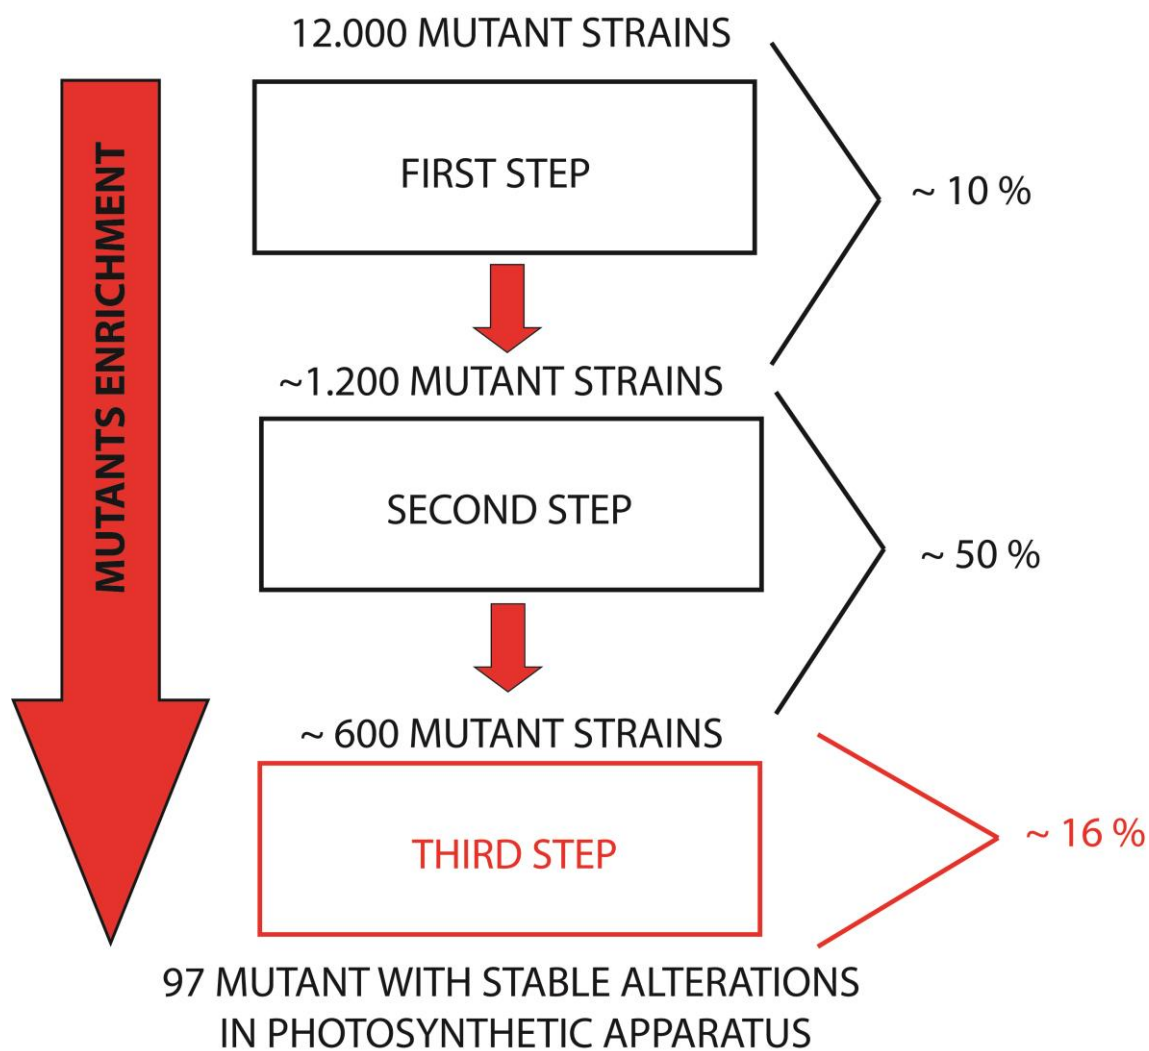 12.000 MUTANT STRAINS
MUTANTS ENRICHMENT
FIRST STEP
~ 10 %
~1.200 MUTANT STRAINS
SECOND STEP
~ 50 %
~ 600 MUTANT STRAINS
THIRD STEP
~ 16 %
97 MUTANT WITH STABLE ALTERATIONS
IN PHOTOSYNTHETIC APPARATUS